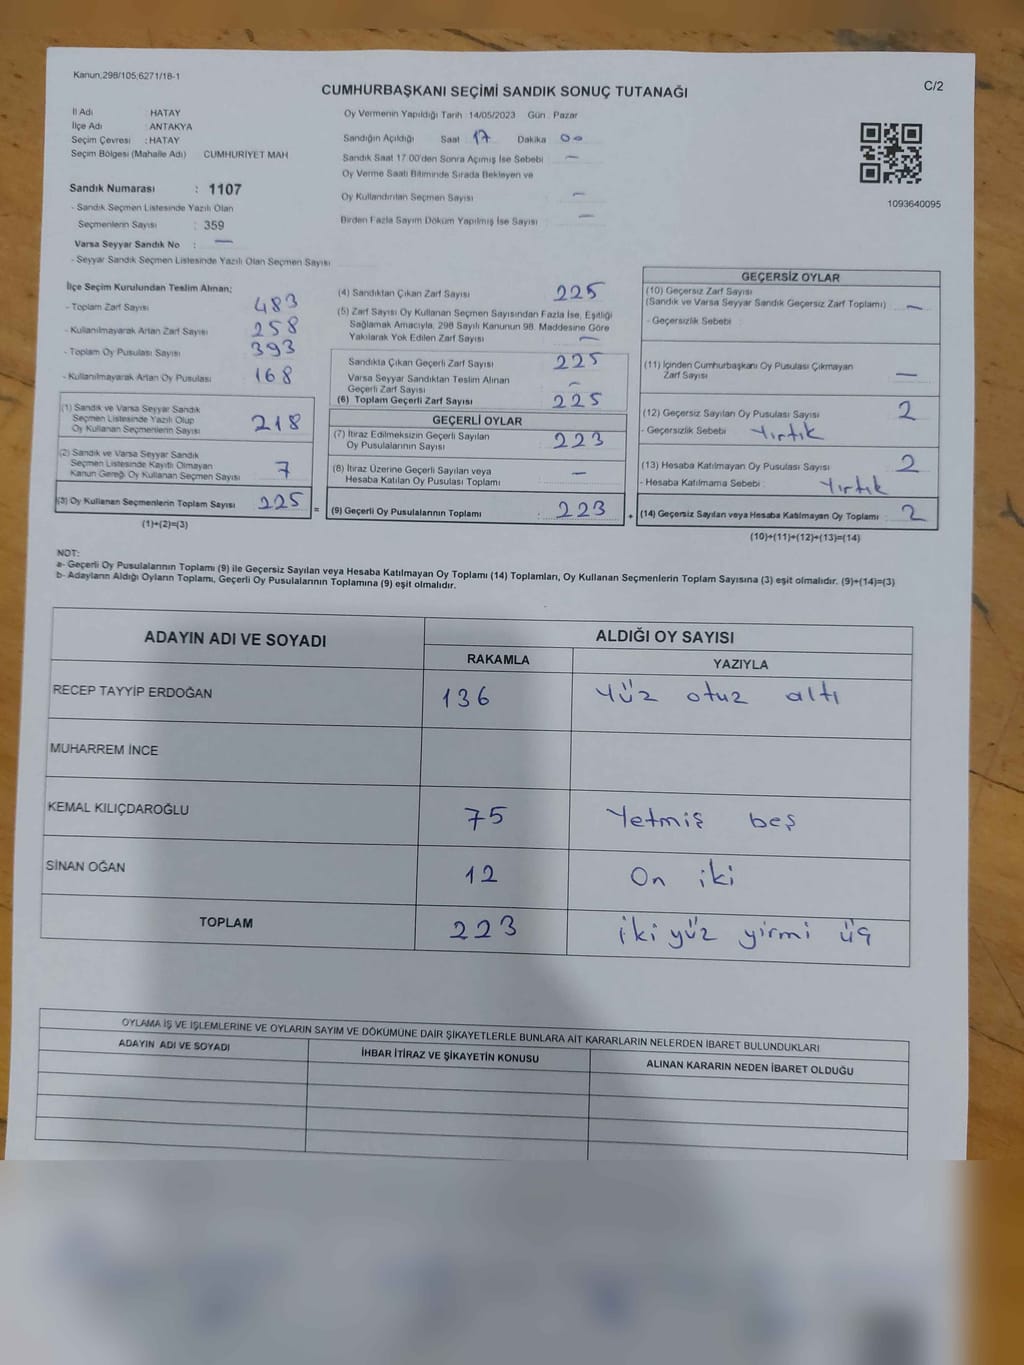 Kanun,298/105,6271/18-1
C/2
CUMHURBAŞKANI SEÇİMİ SANDIK SONUÇ TUTANAĞI
İl Adı HATAY
İlçe Adı ANTAKYA
Seçim Çevresi : HATAY
Seçim Bölgesi (Mahalle Adı) CUMHURİYET MAH
Sandık Numarası : 1107
- Sandık Seçmen Listesinde Yazılı Olan
Seçmenlerin Sayısı : 359
Varsa Seyyar Sandık No : —
- Seyyar Sandık Seçmen Listesinde Yazılı Olan Seçmen Sayısı
Oy Vermenin Yapıldığı Tarih : 14/05/2023 Gün : Pazar
Sandığın Açıldığı Saat : 17 Dakika : 00
Sandık Saat 17.00'den Sonra Açımış İse Sebebi : —
Oy Verme Saati Bitiminde Sırada Bekleyen ve
Oy Kullandırılan Seçmen Sayısı : —
Birden Fazla Sayım Döküm Yapılmış İse Sayısı : —
1093640095
İlçe Seçim Kurulundan Teslim Alınan;
- Toplam Zarf Sayısı 483
- Kullanılmayarak Artan Zarf Sayısı 258
- Toplam Oy Pusulası Sayısı 393
- Kullanılmayarak Artan Oy Pusulası 168
(1) Sandık ve Varsa Seyyar Sandık
Seçmen Listesinde Yazılı Olup
Oy Kullanan Seçmenlerin Sayısı 218
(2) Sandık ve Varsa Seyyar Sandık
Seçmen Listesinde Kayıtlı Olmayan
Kanun Gereği Oy Kullanan Seçmen Sayısı 7
(3) Oy Kullanan Seçmenlerin Toplam Sayısı 225
(1)+(2)=(3)
(4) Sandıktan Çıkan Zarf Sayısı 225
(5) Zarf Sayısı Oy Kullanan Seçmen Sayısından Fazla İse, Eşitliği
Sağlamak Amacıyla, 298 Sayılı Kanunun 98. Maddesine Göre
Yakılarak Yok Edilen Zarf Sayısı —
Sandıkta Çıkan Geçerli Zarf Sayısı 225
Varsa Seyyar Sandıktan Teslim Alınan
Geçerli Zarf Sayısı —
(6) Toplam Geçerli Zarf Sayısı 225
GEÇERLİ OYLAR
(7) İtiraz Edilmeksizin Geçerli Sayılan
Oy Pusulalarının Sayısı : 223
(8) İtiraz Üzerine Geçerli Sayılan veya
Hesaba Katılan Oy Pusulası Toplamı : —
= (9) Geçerli Oy Pusulalarının Toplamı : 223
GEÇERSİZ OYLAR
(10) Geçersiz Zarf Sayısı
(Sandık ve Varsa Seyyar Sandık Geçersiz Zarf Toplamı) : —
- Geçersizlik Sebebi :
(11) İçinden Cumhurbaşkanı Oy Pusulası Çıkmayan
Zarf Sayısı : —
(12) Geçersiz Sayılan Oy Pusulası Sayısı : 2
- Geçersizlik Sebebi : Yırtık
(13) Hesaba Katılmayan Oy Pusulası Sayısı : 2
- Hesaba Katılmama Sebebi : Yırtık
+ (14) Geçersiz Sayılan veya Hesaba Katılmayan Oy Toplamı : 2
(10)+(11)+(12)+(13)=(14)
NOT:
a- Geçerli Oy Pusulalarının Toplamı (9) ile Geçersiz Sayılan veya Hesaba Katılmayan Oy Toplamı (14) Toplamları, Oy Kullanan Seçmenlerin Toplam Sayısına (3) eşit olmalıdır. (9)+(14)=(3)
b- Adayların Aldığı Oyların Toplamı, Geçerli Oy Pusulalarının Toplamına (9) eşit olmalıdır.
ADAYIN ADI VE SOYADI
ALDIĞI OY SAYISI
RAKAMLA YAZIYLA
RECEP TAYYİP ERDOĞAN 136 Yüz otuz altı
MUHARREM İNCE
KEMAL KILIÇDAROĞLU 75 Yetmiş beş
SİNAN OĞAN 12 On iki
TOPLAM 223 iki yüz yirmi üç
OYLAMA İŞ VE İŞLEMLERİNE VE OYLARIN SAYIM VE DÖKÜMÜNE DAİR ŞİKAYETLERLE BUNLARA AİT KARARLARIN NELERDEN İBARET BULUNDUKLARI
ADAYIN ADI VE SOYADI İHBAR İTİRAZ VE ŞİKAYETİN KONUSU ALINAN KARARIN NEDEN İBARET OLDUĞU